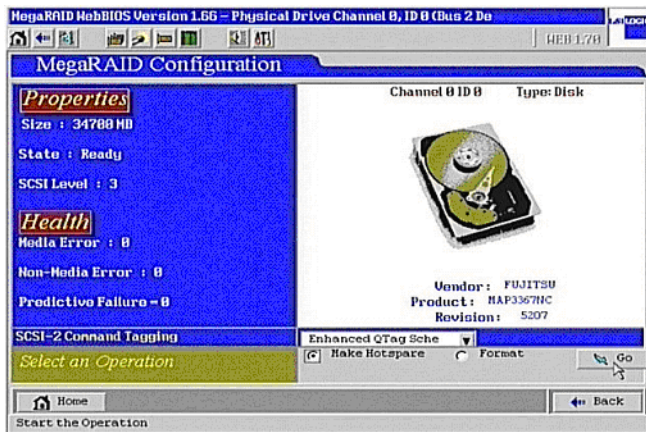 MegaRAID WebBIOS Version 1.66 - Physical Drive Channel 0, ID 0 (Bus 2 De
LSI LOGIC
WEB 1.70
MegaRAID Configuration
Properties
Size : 34700 MB
State : Ready
SCSI Level : 3
Health
Media Error : 0
Non-Media Error : 0
Predictive Failure = 0
Channel 0 ID 0 Type: Disk
Vendor: FUJITSU
Product: MAP3367NC
Revision: 5207
SCSI-2 Command Tagging
Enhanced QTag Sche
Select an Operation
Make Hotspare
Format
Go
Home
Back
Start the Operation